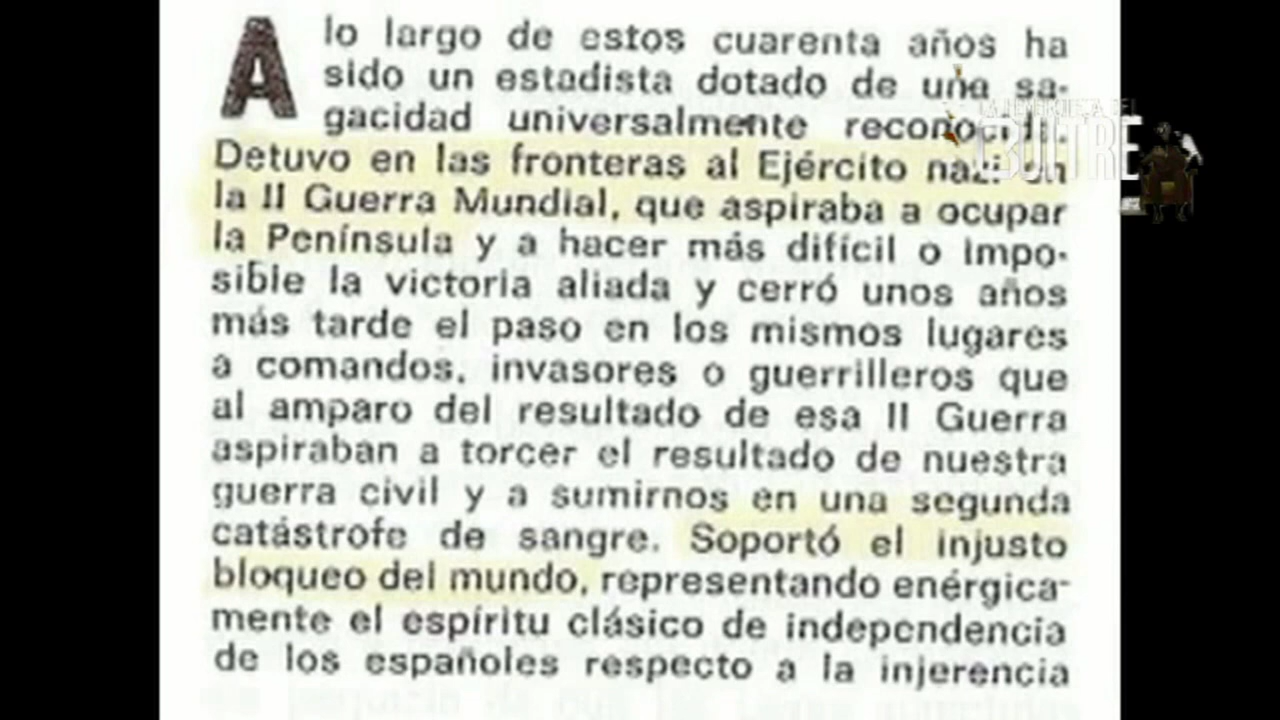 A lo largo de estos cuarenta años ha
sido un estadista dotado de una sa-
gacidad universalmente reconocida.
Detuvo en las fronteras al Ejército nazi en
la II Guerra Mundial, que aspiraba a ocupar
la Península y a hacer más difícil o impo-
sible la victoria aliada y cerró unos años
más tarde el paso en los mismos lugares
a comandos, invasores o guerrilleros que
al amparo del resultado de esa II Guerra
aspiraban a torcer el resultado de nuestra
guerra civil y a sumirnos en una segunda
catástrofe de sangre. Soportó el injusto
bloqueo del mundo, representando enérgica-
mente el espíritu clásico de independencia
de los españoles respecto a la injerencia
BUITRE